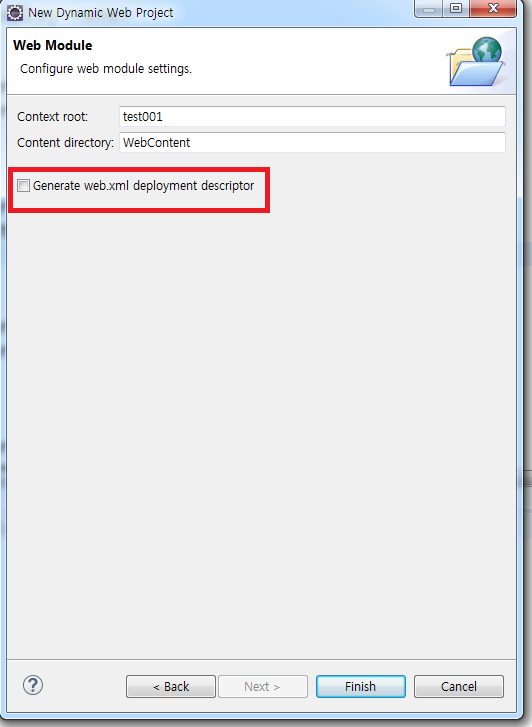 New Dynamic Web Project
Web Module
Configure web module settings.
Context root: test001
Content directory: WebContent
Generate web.xml deployment descriptor
? < Back Next > Finish Cancel